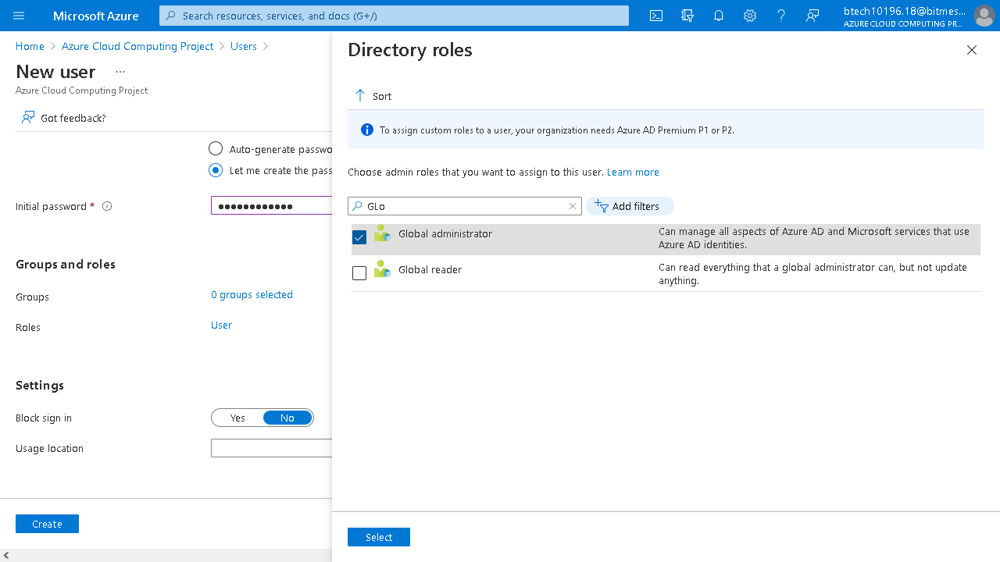 Microsoft Azure
Search resources, services, and docs (G+/)
btech10196.18@bitmes...
AZURE CLOUD COMPUTING PR...
Home > Azure Cloud Computing Project > Users >
New user ...
Azure Cloud Computing Project
Got feedback?
Auto-generate passwo
Let me create the pass
Initial password *
Groups and roles
Groups
0 groups selected
Roles
User
Settings
Block sign in
Yes No
Usage location
Create
Directory roles
Sort
To assign custom roles to a user, your organization needs Azure AD Premium P1 or P2.
Choose admin roles that you want to assign to this user. Learn more
GLo
Add filters
Global administrator
Can manage all aspects of Azure AD and Microsoft services that use
Azure AD identities.
Global reader
Can read everything that a global administrator can, but not update
anything.
Select